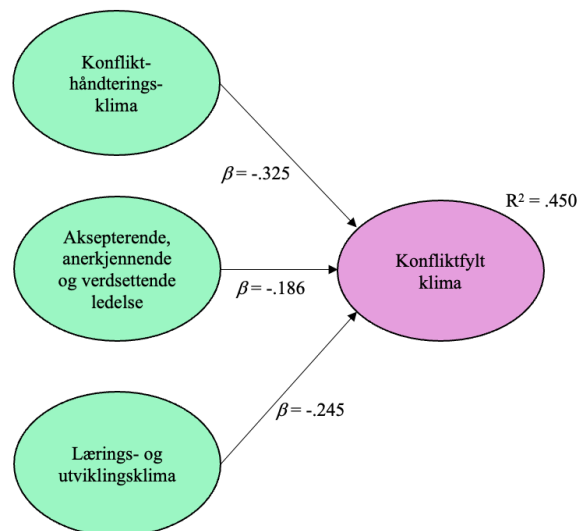 Konflikt-
håndterings-
klima
β = -.325
R² = .450
Aksepterende,
anerkjennende
og verdsettende
ledelse
β = -.186
Konfliktfylt
klima
β = -.245
Lærings- og
utviklingsklima